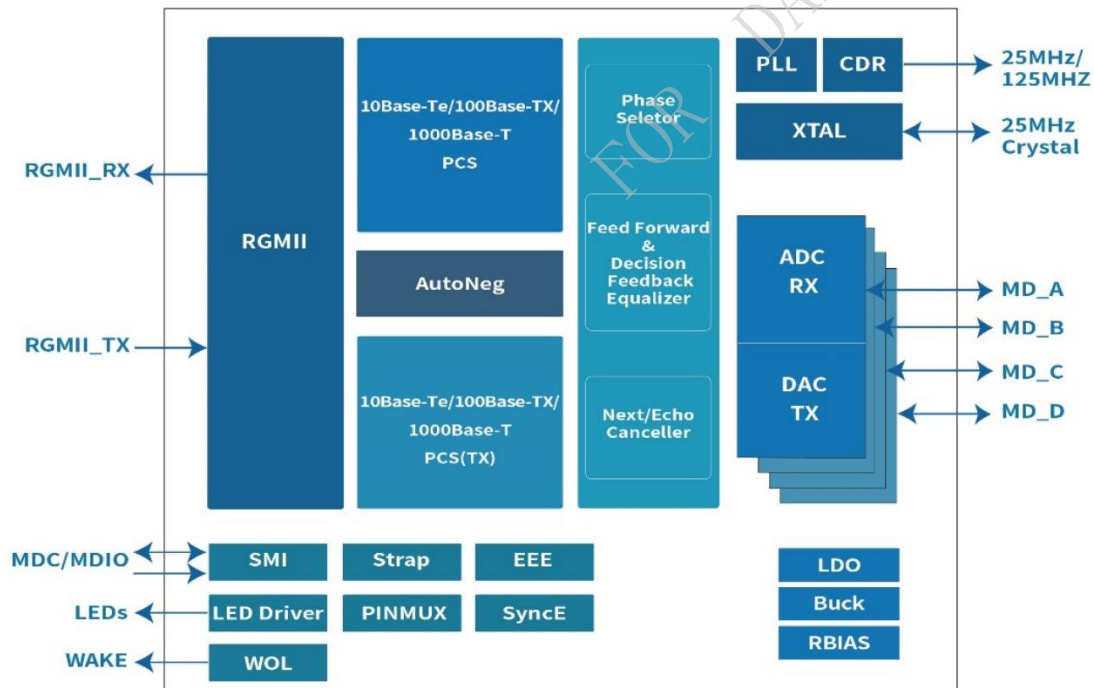 RGMII_RX
RGMII_TX
MDC/MDIO
LEDs
WAKE
RGMII
10Base-Te/100Base-TX/
1000Base-T
PCS
AutoNeg
10Base-Te/100Base-TX/
1000Base-T
PCS(TX)
Phase
Seletor
Feed Forward
&
Decision
Feedback
Equalizer
Next/Echo
Canceller
PLL
CDR
25MHz/
125MHZ
XTAL
25MHz
Crystal
ADC
RX
DAC
TX
MD_A
MD_B
MD_C
MD_D
SMI
Strap
EEE
LED Driver
PINMUX
SyncE
WOL
LDO
Buck
RBIAS
FOR